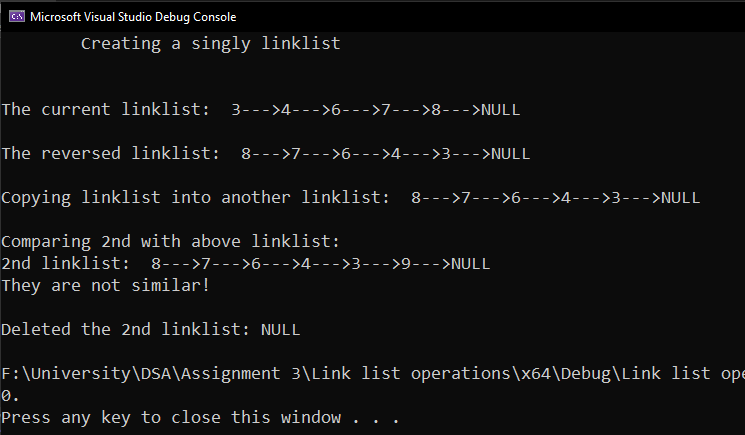 Microsoft Visual Studio Debug Console
Creating a singly linklist
The current linklist:  3--->4--->6--->7--->8--->NULL
The reversed linklist:  8--->7--->6--->4--->3--->NULL
Copying linklist into another linklist:  8--->7--->6--->4--->3--->NULL
Comparing 2nd with above linklist:
2nd linklist:  8--->7--->6--->4--->3--->9--->NULL
They are not similar!
Deleted the 2nd linklist: NULL
F:\University\DSA\Assignment 3\Link list operations\x64\Debug\Link list ope
0.
Press any key to close this window . . .